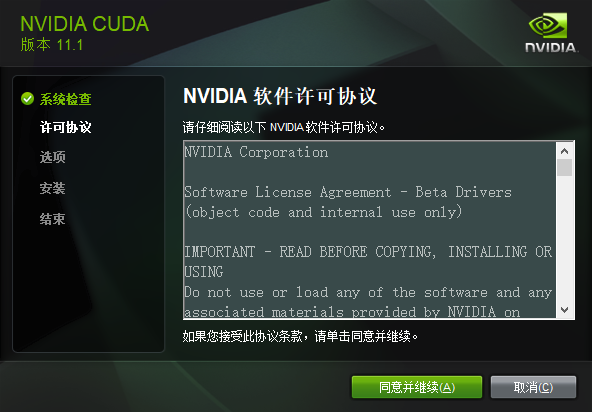 NVIDIA CUDA
版本 11.1
NVIDIA.
系统检查
许可协议
选项
安装
结束
NVIDIA 软件许可协议
请仔细阅读以下 NVIDIA 软件许可协议。
NVIDIA Corporation
Software License Agreement - Beta Drivers
(object code and internal use only)
IMPORTANT - READ BEFORE COPYING, INSTALLING OR
USING
Do not use or load any of the software and any
associated materials provided by NVIDIA on
如果您接受此协议条款，请单击同意并继续。
同意并继续(A)
取消(C)